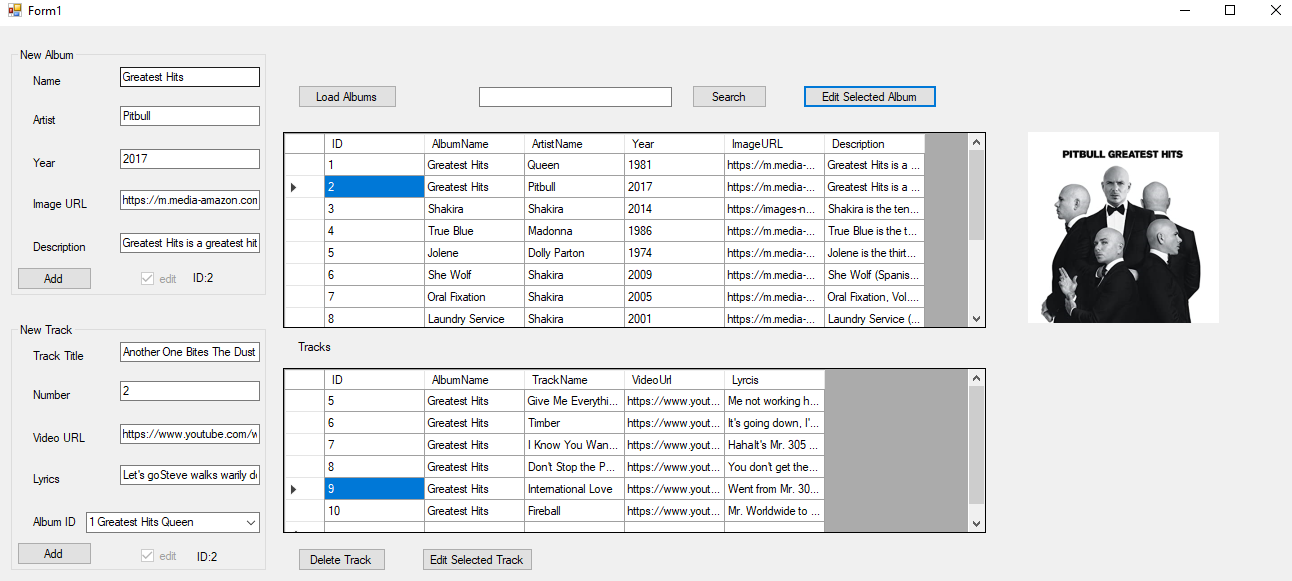 Form1
New Album
Name Greatest Hits
Artist Pitbull
Year 2017
Image URL https://m.media-amazon.com
Description Greatest Hits is a greatest hit
Add edit ID:2
New Track
Track Title Another One Bites The Dust
Number 2
Video URL https://www.youtube.com/w
Lyrics Let's goSteve walks warily d
Album ID 1 Greatest Hits Queen
Add edit ID:2
Load Albums Search Edit Selected Album
ID AlbumName ArtistName Year ImageURL Description
1 Greatest Hits Queen 1981 https://m.media-... Greatest Hits is a ...
2 Greatest Hits Pitbull 2017 https://m.media-... Greatest Hits is a ...
3 Shakira Shakira 2014 https://images-n... Shakira is the ten...
4 True Blue Madonna 1986 https://m.media-... True Blue is the t...
5 Jolene Dolly Parton 1974 https://m.media-... Jolene is the thirt...
6 She Wolf Shakira 2009 https://m.media-... She Wolf (Spanis...
7 Oral Fixation Shakira 2005 https://m.media-... Oral Fixation, Vol....
8 Laundry Service Shakira 2001 https://m.media-... Laundry Service (...
Tracks
ID AlbumName TrackName VideoUrl Lyrcis
5 Greatest Hits Give Me Everythi... https://www.yout... Me not working h...
6 Greatest Hits Timber https://www.yout... It's going down, I'...
7 Greatest Hits I Know You Wan... https://www.yout... Hahalt's Mr. 305 ...
8 Greatest Hits Don't Stop the P... https://www.yout... You don't get the...
9 Greatest Hits International Love https://www.yout... Went from Mr. 30...
10 Greatest Hits Fireball https://www.yout... Mr. Worldwide to ...
Delete Track Edit Selected Track
PITBULL GREATEST HITS